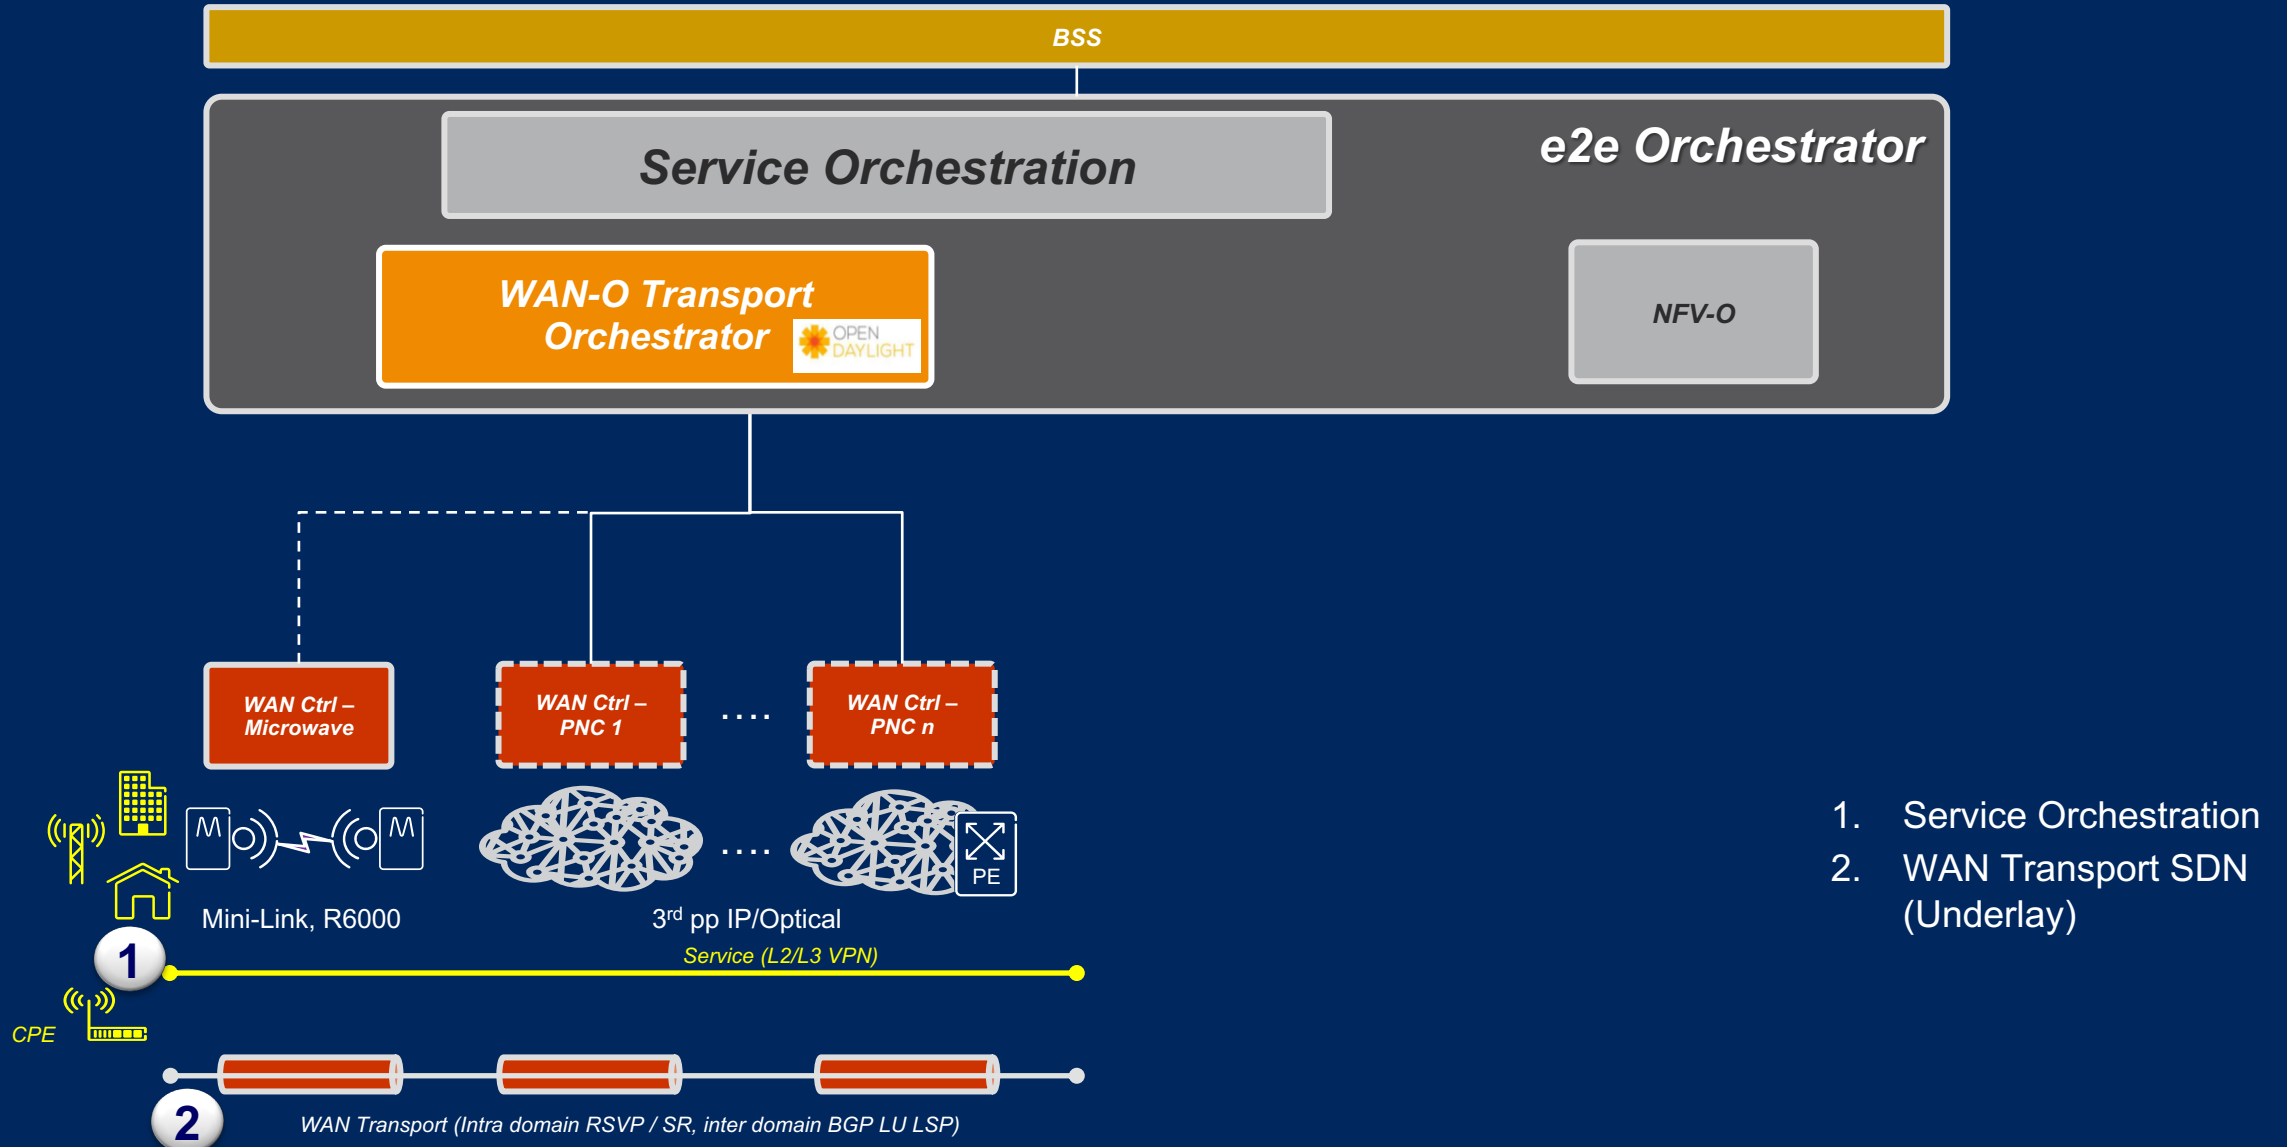 BSS
Service Orchestration
e2e Orchestrator
WAN-O Transport
Orchestrator
OPEN
DAYLIGHT
NFV-O
WAN Ctrl –
Microwave
WAN Ctrl –
PNC 1
....
WAN Ctrl –
PNC n
....
PE
Mini-Link, R6000
3rd pp IP/Optical
1. Service Orchestration
2. WAN Transport SDN
(Underlay)
1
Service (L2/L3 VPN)
CPE
2
WAN Transport (Intra domain RSVP / SR, inter domain BGP LU LSP)